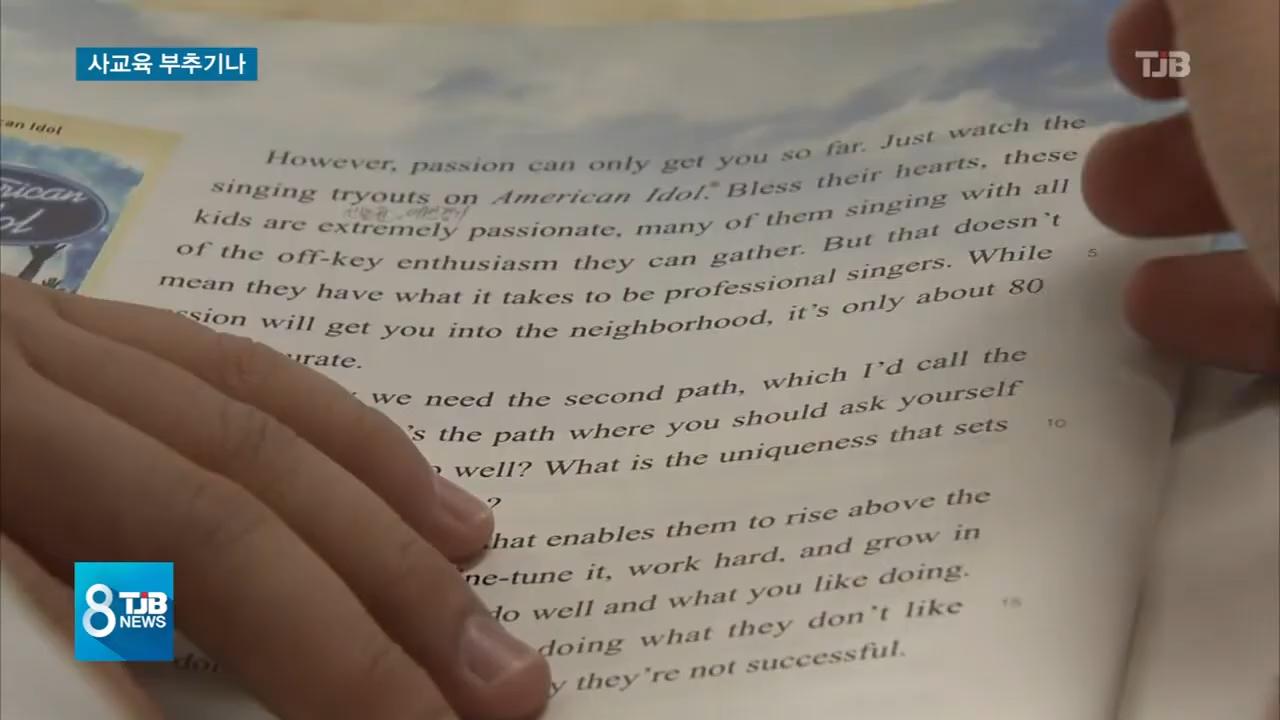 사교육 부추기나
TJB
can Idol
However, passion can only get you so far. Just watch the
singing tryouts on American Idol.* Bless their hearts, these
kids are extremely passionate, many of them singing with all
of the off-key enthusiasm they can gather. But that doesn't
5
mean they have what it takes to be professional singers. While
ssion will get you into the neighborhood, it's only about 80
urate.
we need the second path, which I'd call the
's the path where you should ask yourself
10
well? What is the uniqueness that sets
?
hat enables them to rise above the
ne-tune it, work hard, and grow in
do well and what you like doing.
15
doing what they don't like
y they're not successful.
8 TJB
NEWS